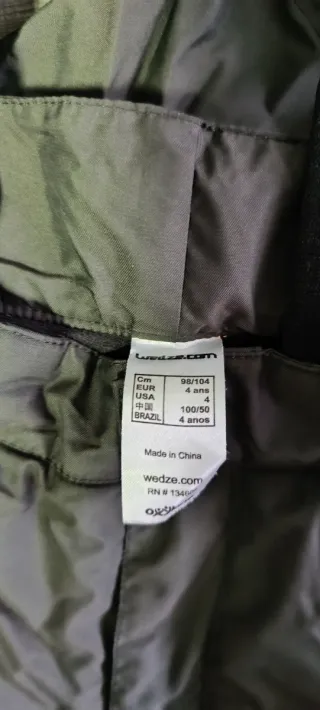 wedze.com
Cm 98/104
EUR 4 ans
USA 4
中国 100/50
BRAZIL 4 anos
Made in China
wedze.com
RN #